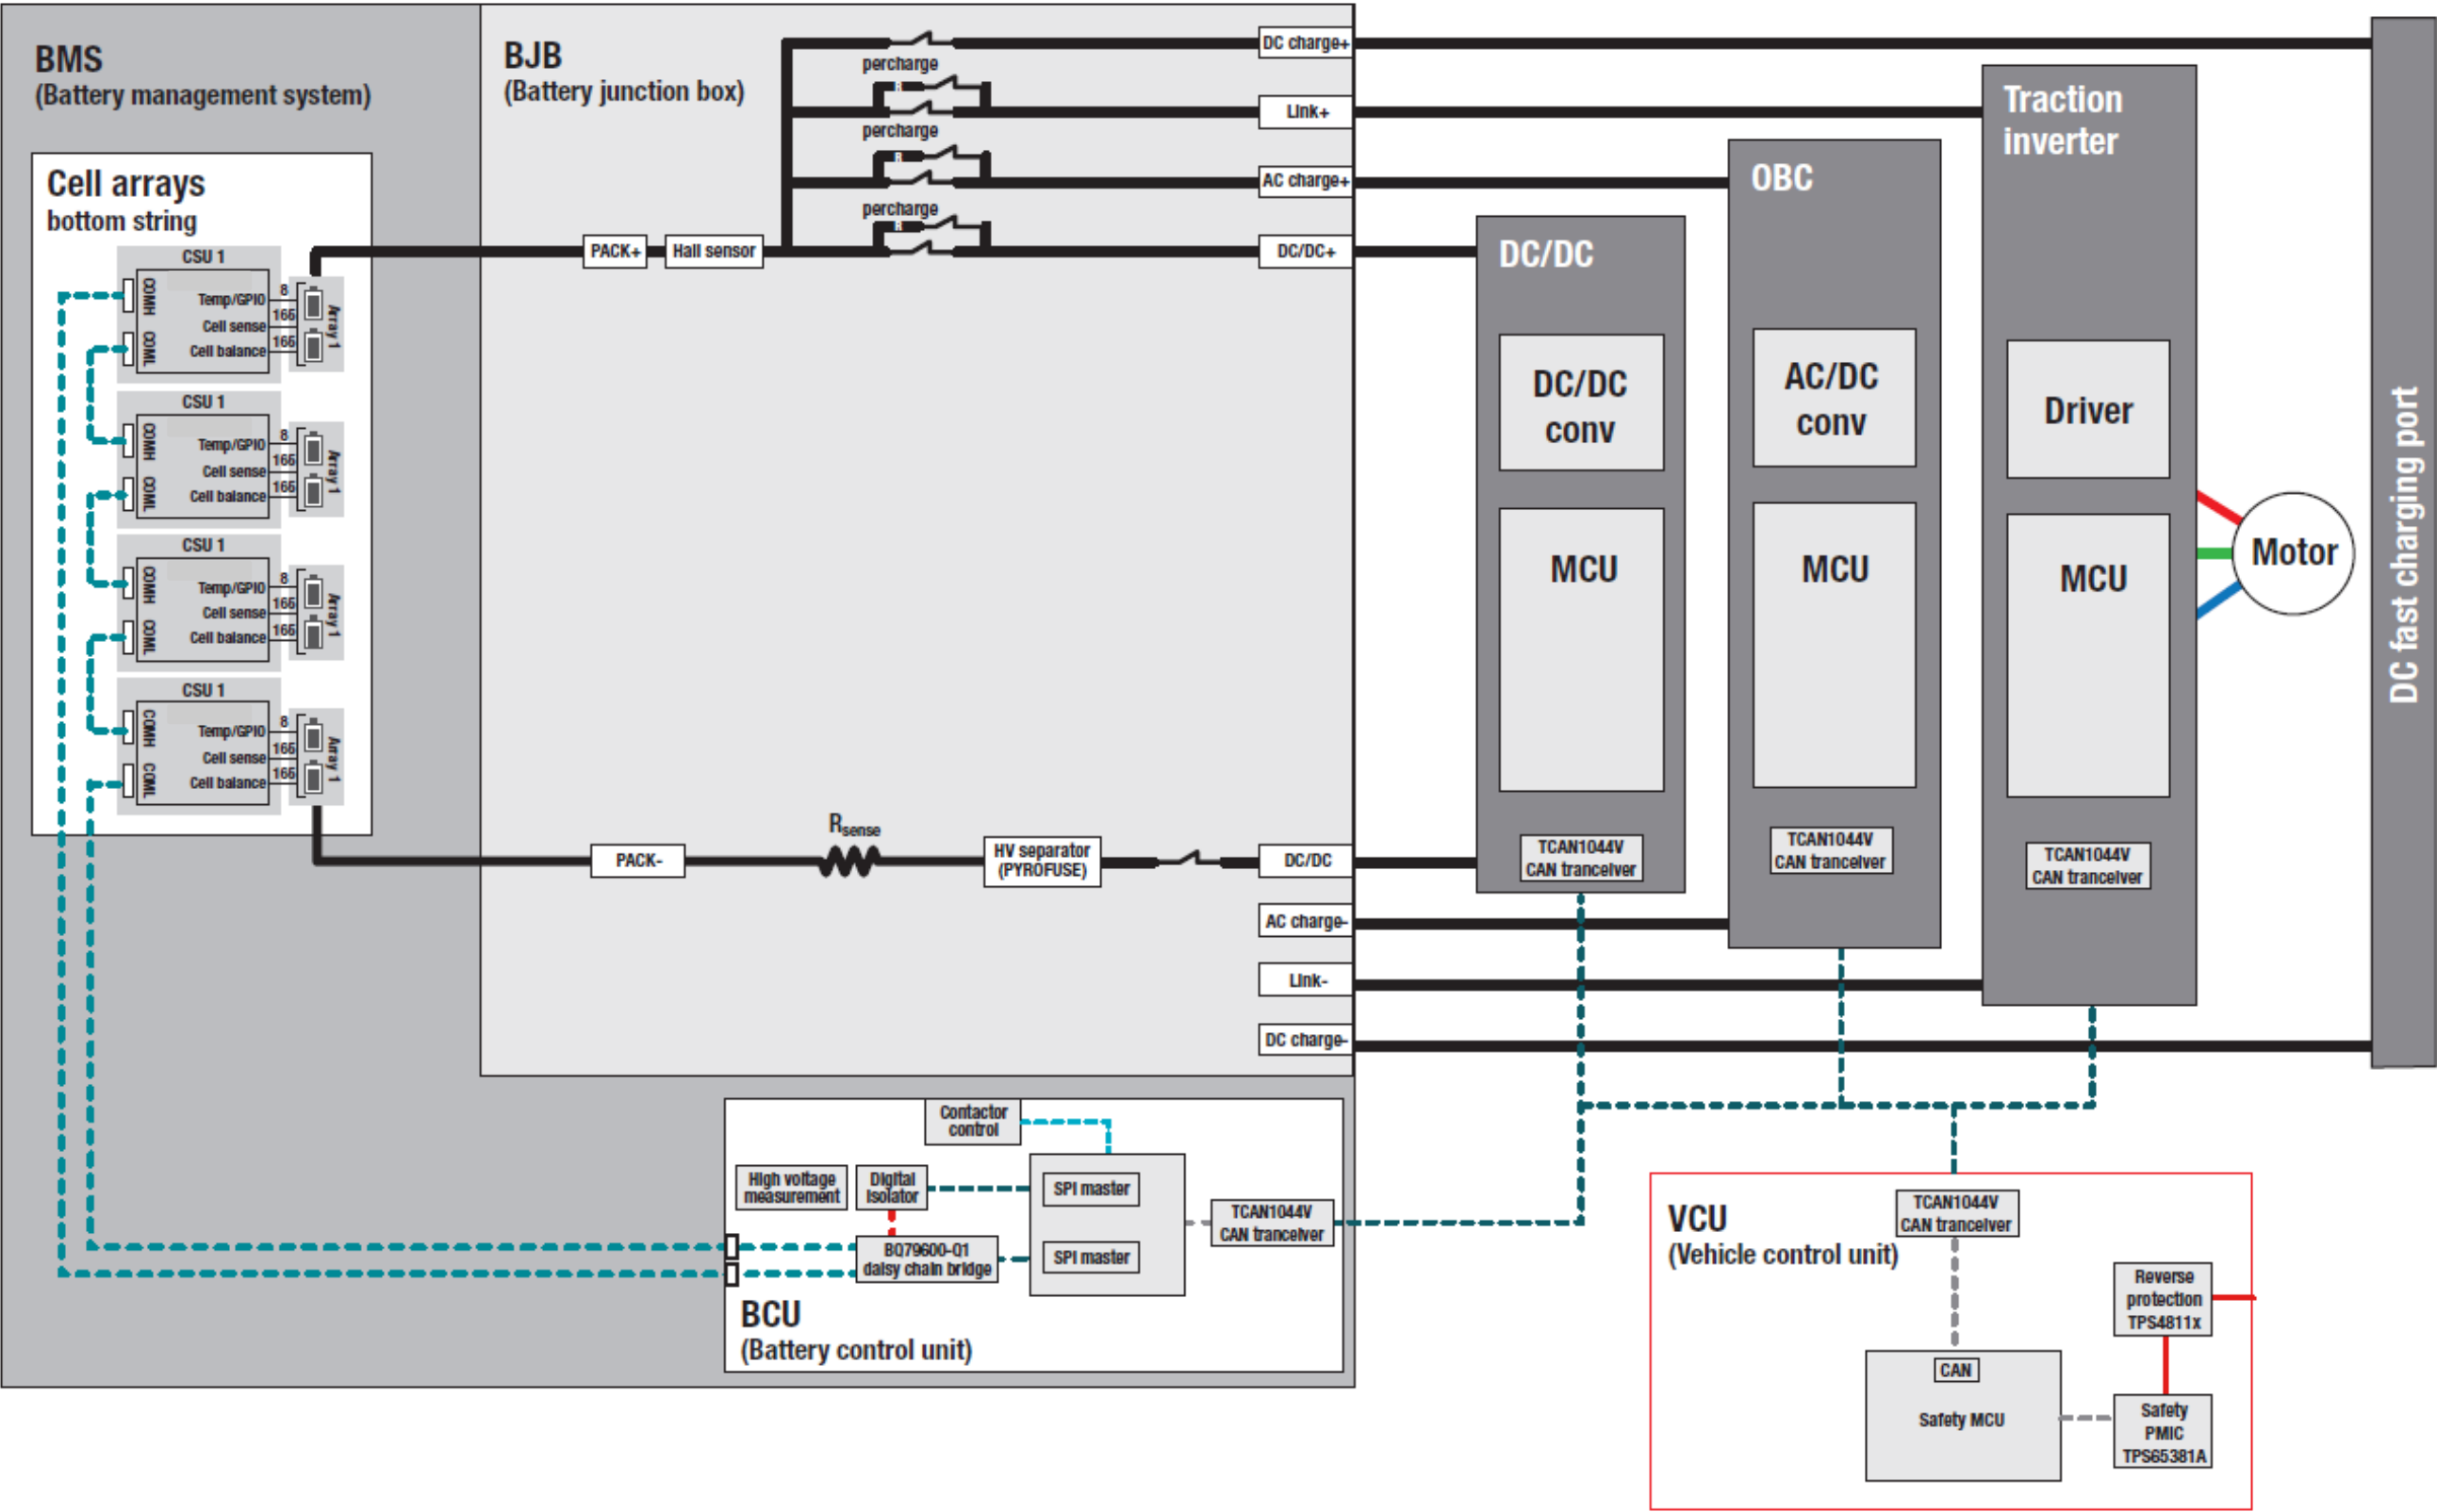 BMS
(Battery management system)
Cell arrays
bottom string
CSU 1
COMH
COML
Temp/GPIO
Cell sense
Cell balance
8
166
166
Array 1
CSU 1
COMH
COML
Temp/GPIO
Cell sense
Cell balance
8
166
166
Array 1
CSU 1
COMH
COML
Temp/GPIO
Cell sense
Cell balance
8
166
166
Array 1
CSU 1
COMH
COML
Temp/GPIO
Cell sense
Cell balance
8
166
166
Array 1
BJB
(Battery junction box)
PACK+
Hall sensor
percharge
R
percharge
R
percharge
R
DC charge+
Link+
AC charge+
DC/DC+
PACK-
Rsense
HV separator
(PYROFUSE)
DC/DC
AC charge-
Link-
DC charge-
DC/DC
DC/DC
conv
MCU
TCAN1044V
CAN tranceiver
OBC
AC/DC
conv
MCU
TCAN1044V
CAN tranceiver
Traction
inverter
Driver
MCU
TCAN1044V
CAN tranceiver
Motor
DC fast charging port
Contactor
control
High voltage
measurement
Digital
isolator
SPI master
SPI master
BQ79600-Q1
daisy chain bridge
TCAN1044V
CAN tranceiver
BCU
(Battery control unit)
VCU
(Vehicle control unit)
TCAN1044V
CAN tranceiver
Reverse
protection
TPS4811x
CAN
Safety MCU
Safety
PMIC
TPS65381A